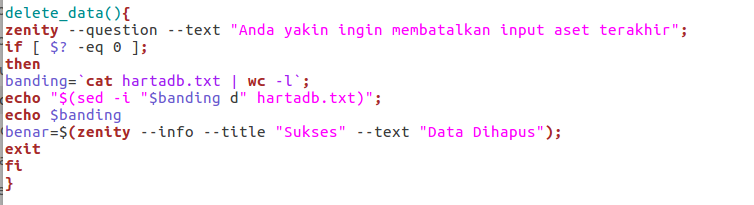 delete_data(){
zenity --question --text "Anda yakin ingin membatalkan input aset terakhir";
if [ $? -eq 0 ];
then
banding=`cat hartadb.txt | wc -l`;
echo "$(sed -i "$banding d" hartadb.txt)";
echo $banding
benar=$(zenity --info --title "Sukses" --text "Data Dihapus");
exit
fi
}